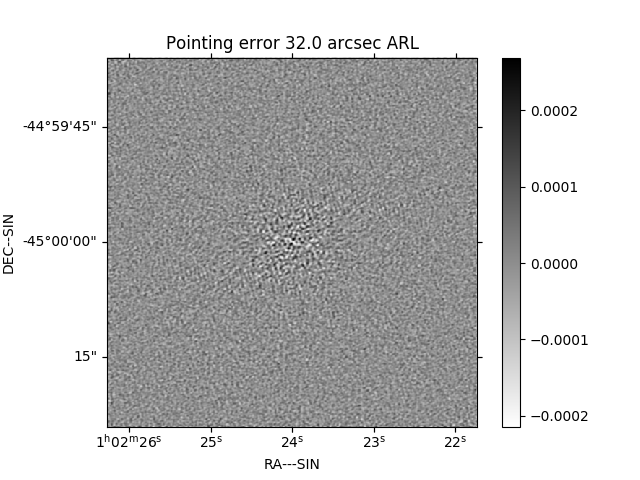 Pointing error 32.0 arcsec ARL
-44°59'45"
-45°00'00"
15"
DEC--SIN
1ʰ02ᵐ26ˢ 25ˢ 24ˢ 23ˢ 22ˢ
RA---SIN
0.0002
0.0001
0.0000
−0.0001
−0.0002